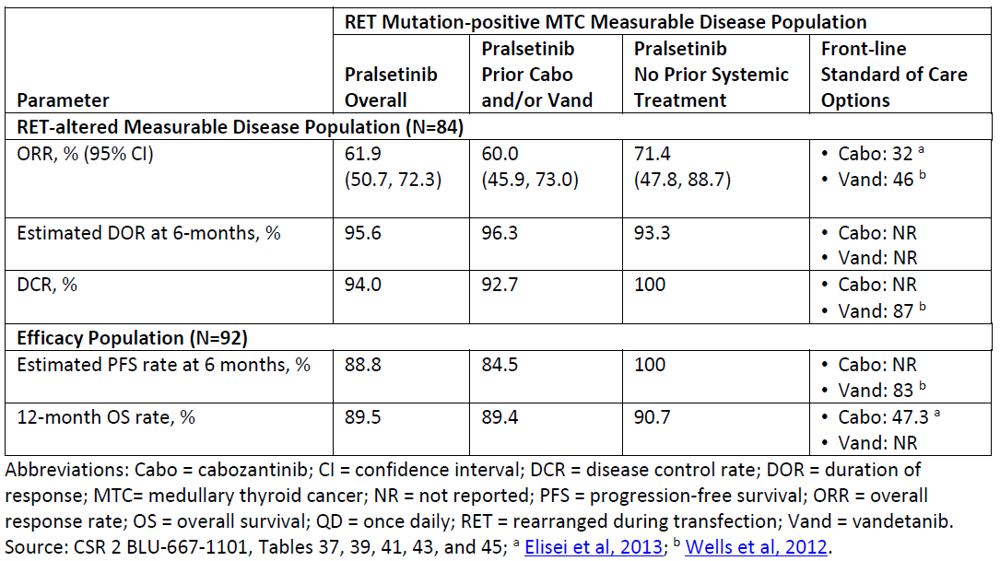 RET Mutation-positive MTC Measurable Disease Population
Parameter
Pralsetinib
Overall
Pralsetinib
Prior Cabo
and/or Vand
Pralsetinib
No Prior Systemic
Treatment
Front-line
Standard of Care
Options
RET-altered Measurable Disease Population (N=84)
ORR, % (95% CI)
61.9
(50.7, 72.3)
60.0
(45.9, 73.0)
71.4
(47.8, 88.7)
• Cabo: 32 a
• Vand: 46 b
Estimated DOR at 6-months, %
95.6
96.3
93.3
• Cabo: NR
• Vand: NR
DCR, %
94.0
92.7
100
• Cabo: NR
• Vand: 87 b
Efficacy Population (N=92)
Estimated PFS rate at 6 months, %
88.8
84.5
100
• Cabo: NR
• Vand: 83 b
12-month OS rate, %
89.5
89.4
90.7
• Cabo: 47.3 a
• Vand: NR
Abbreviations: Cabo = cabozantinib; CI = confidence interval; DCR = disease control rate; DOR = duration of
response; MTC= medullary thyroid cancer; NR = not reported; PFS = progression-free survival; ORR = overall
response rate; OS = overall survival; QD = once daily; RET = rearranged during transfection; Vand = vandetanib.
Source: CSR 2 BLU-667-1101, Tables 37, 39, 41, 43, and 45; a Elisei et al, 2013; b Wells et al, 2012.